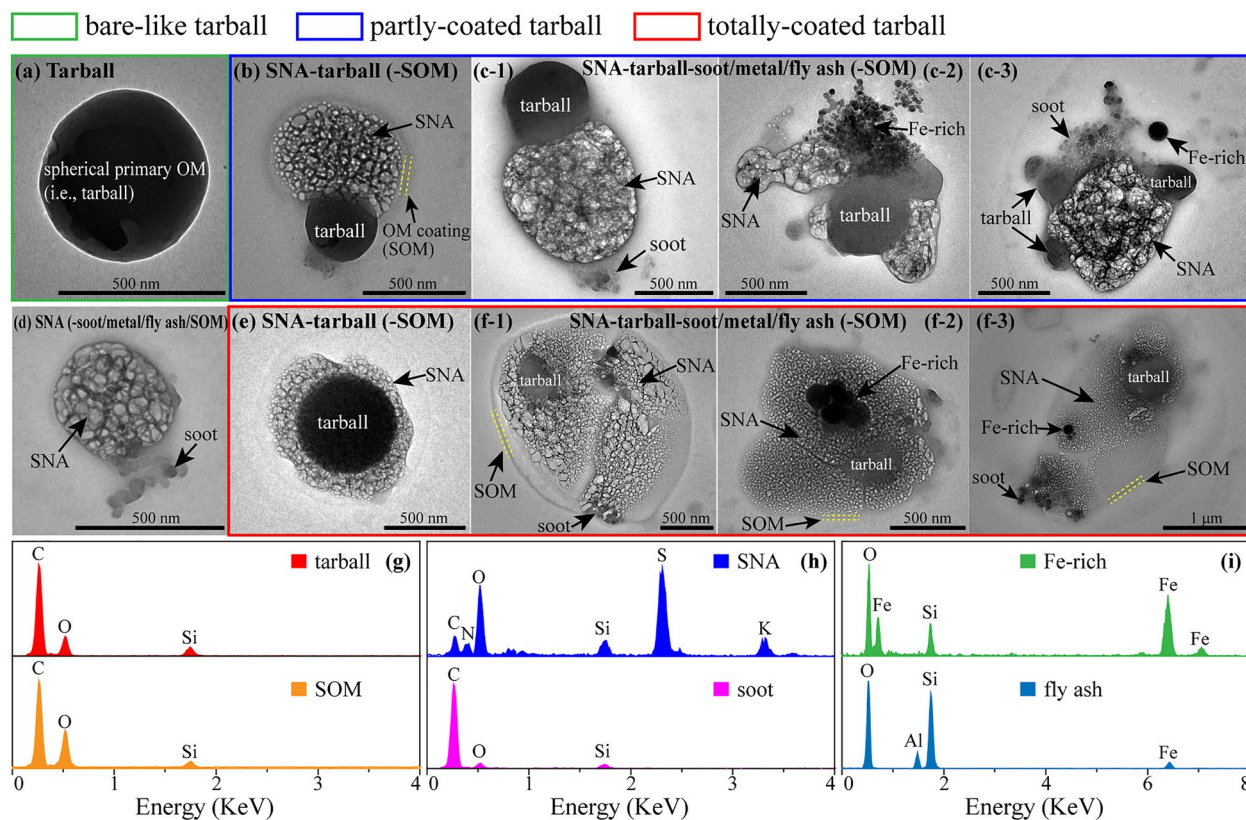 bare-like tarball
partly-coated tarball
totally-coated tarball
(a) Tarball
spherical primary OM
(i.e., tarball)
500 nm
(b) SNA-tarball (-SOM)
SNA
tarball
OM coating
(SOM)
500 nm
(c-1)
SNA-tarball-soot/metal/fly ash (-SOM)
tarball
SNA
soot
500 nm
(c-2)
Fe-rich
SNA
tarball
500 nm
(c-3)
soot
Fe-rich
tarball
tarball
SNA
500 nm
(d) SNA (-soot/metal/fly ash/SOM)
SNA
soot
500 nm
(e) SNA-tarball (-SOM)
SNA
tarball
500 nm
(f-1)
SNA-tarball-soot/metal/fly ash (-SOM)
SNA
tarball
SOM
soot
500 nm
(f-2)
Fe-rich
SNA
tarball
SOM
500 nm
(f-3)
SNA
tarball
Fe-rich
SOM
soot
1 μm
C
tarball
(g)
O
Si
C
SOM
O
Si
0 1 2 3 4
Energy (KeV)
S
SNA
(h)
O
C
N
Si
K
C
soot
O
Si
0 1 2 3 4
Energy (KeV)
O
Fe-rich
(i)
Fe
Fe
Si
Fe
O
Si
fly ash
Al
Fe
0 2 4 6 8
Energy (KeV)